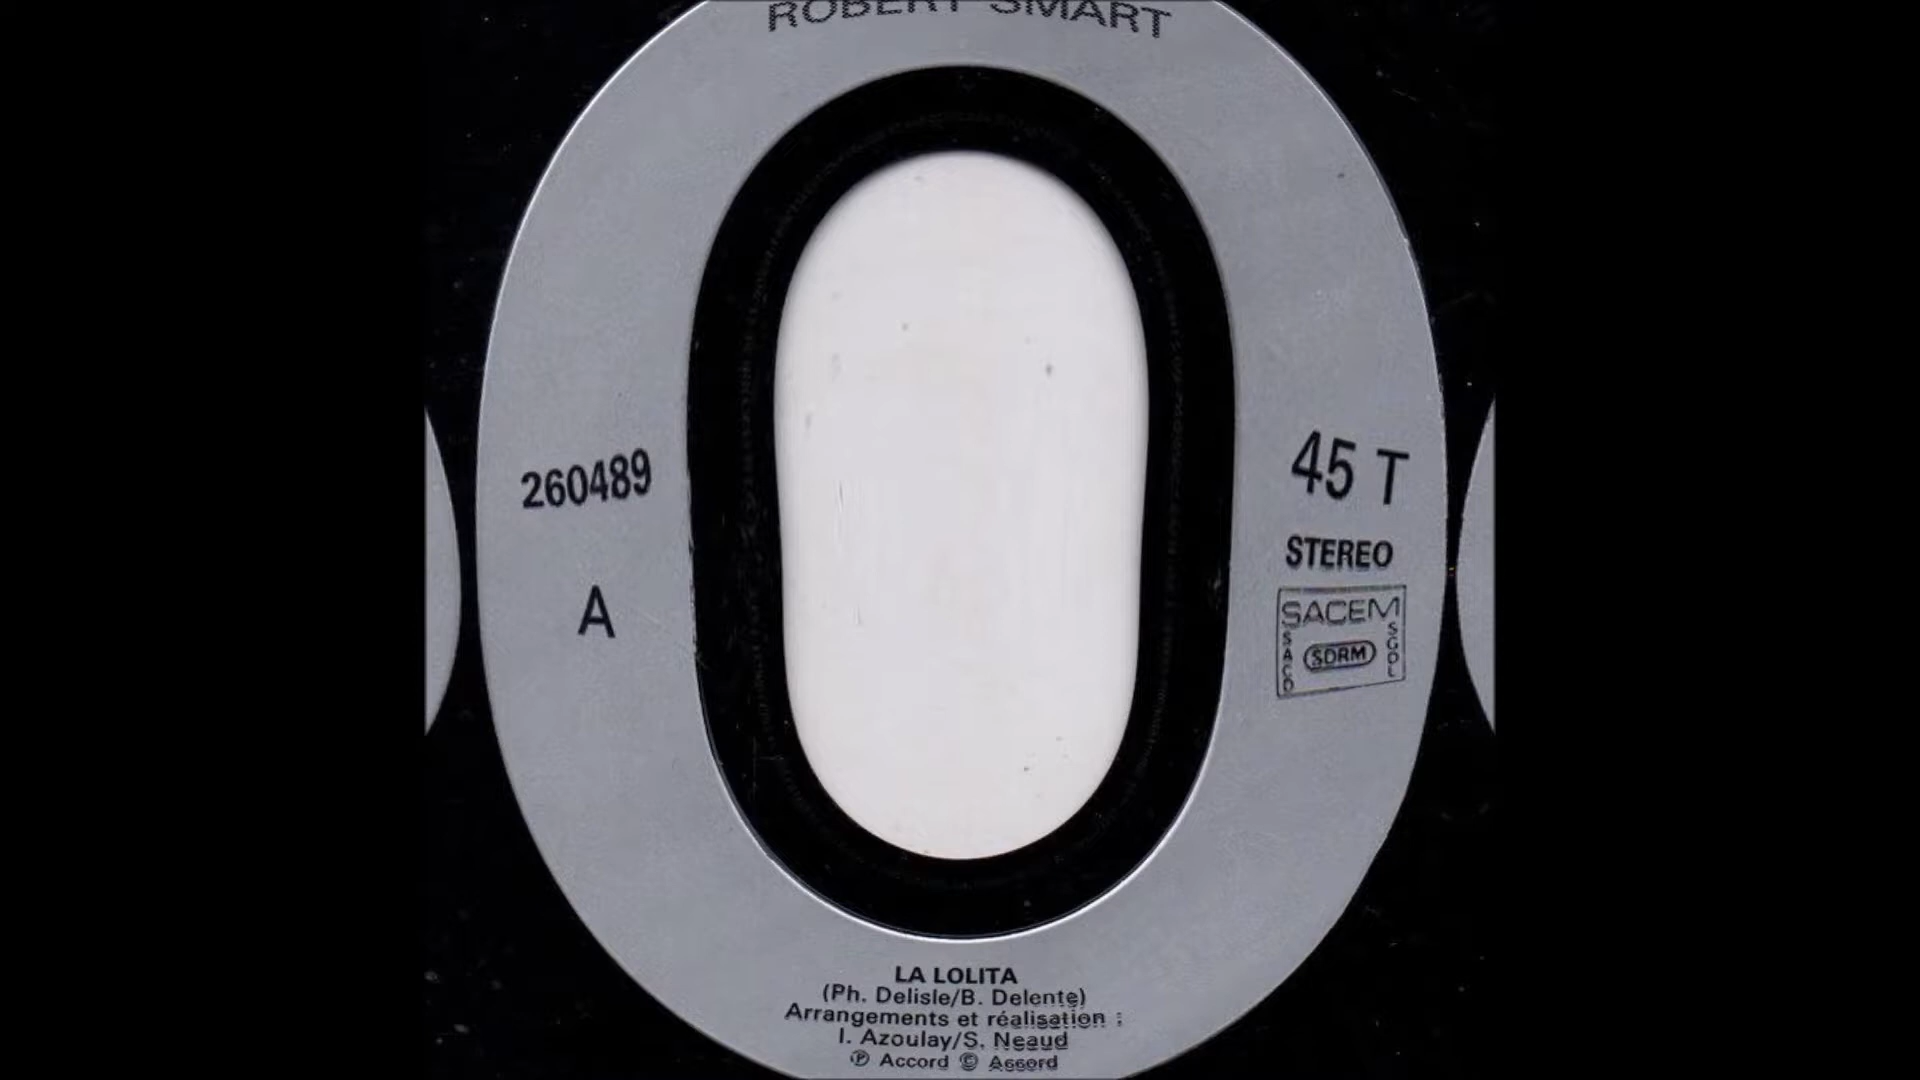 ROBERT SMART
260489
A
45 T
STEREO
SACEM
SACD
SDRM
SGDL
LA LOLITA
(Ph. Delisle/B. Delente)
Arrangements et réalisation :
I. Azoulay/S. Neaud
℗ Accord © Accord